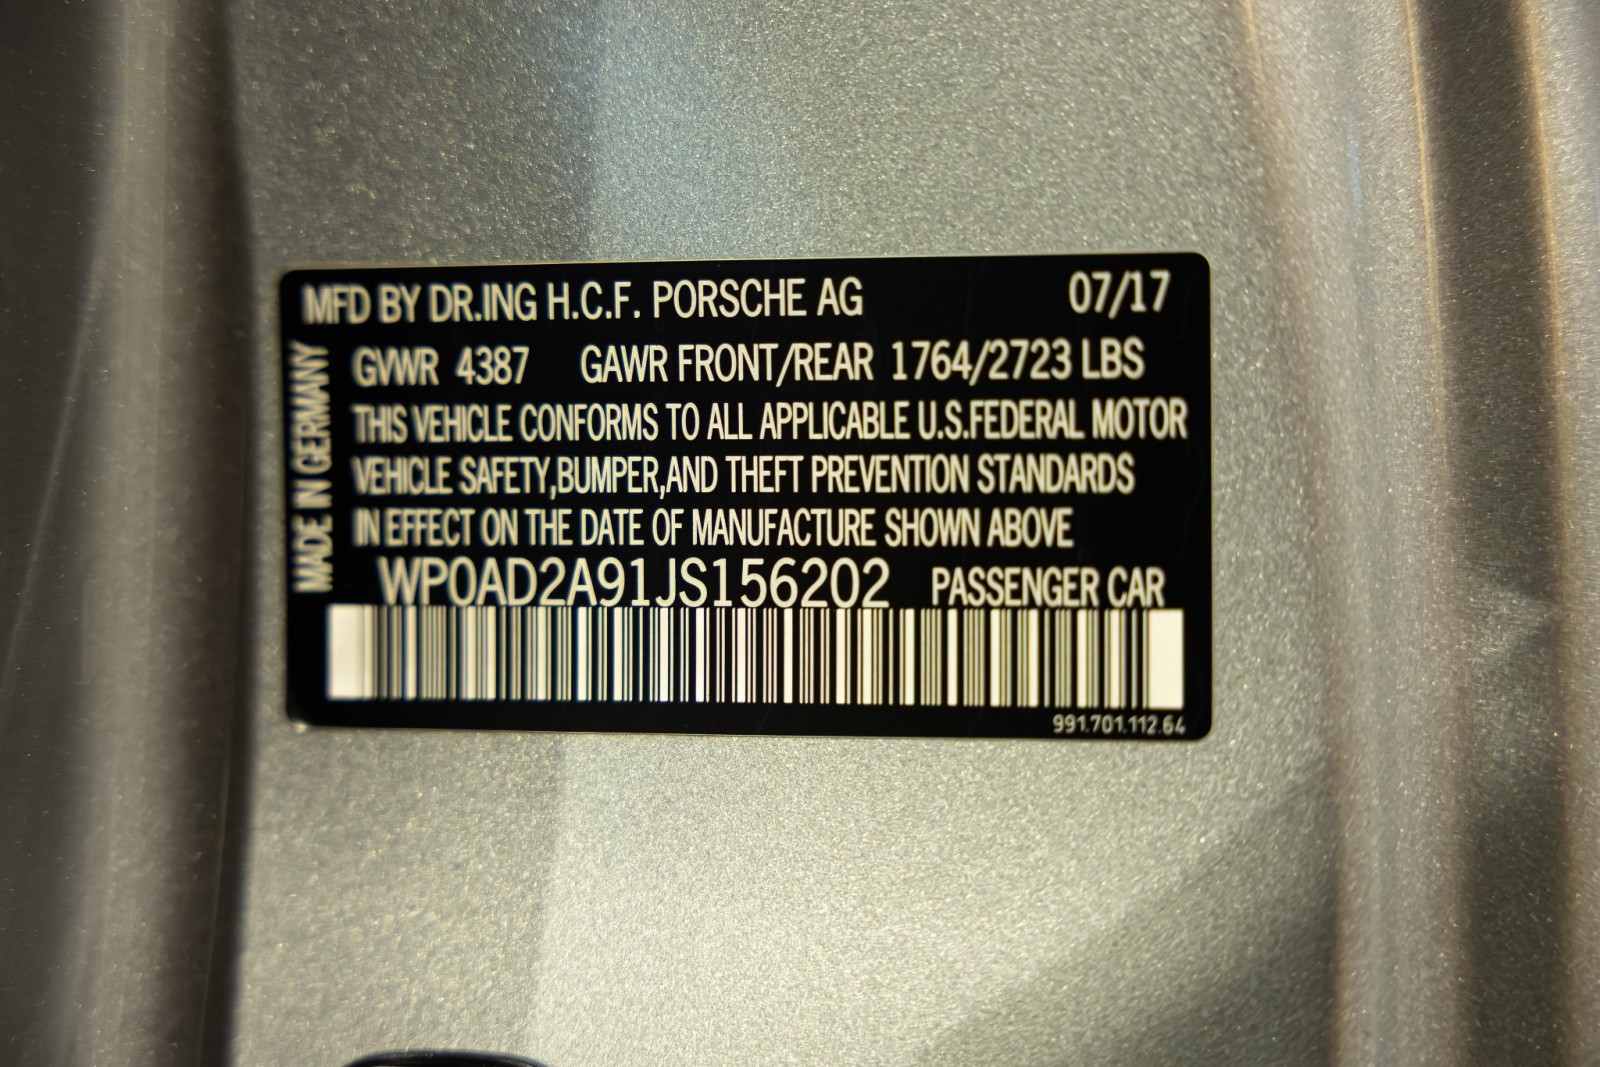 MFD BY DR.ING H.C.F. PORSCHE AG 07/17
MADE IN GERMANY
GVWR 4387 GAWR FRONT/REAR 1764/2723 LBS
THIS VEHICLE CONFORMS TO ALL APPLICABLE U.S.FEDERAL MOTOR
VEHICLE SAFETY,BUMPER,AND THEFT PREVENTION STANDARDS
IN EFFECT ON THE DATE OF MANUFACTURE SHOWN ABOVE
WP0AD2A91JS156202 PASSENGER CAR
991.701.112.64